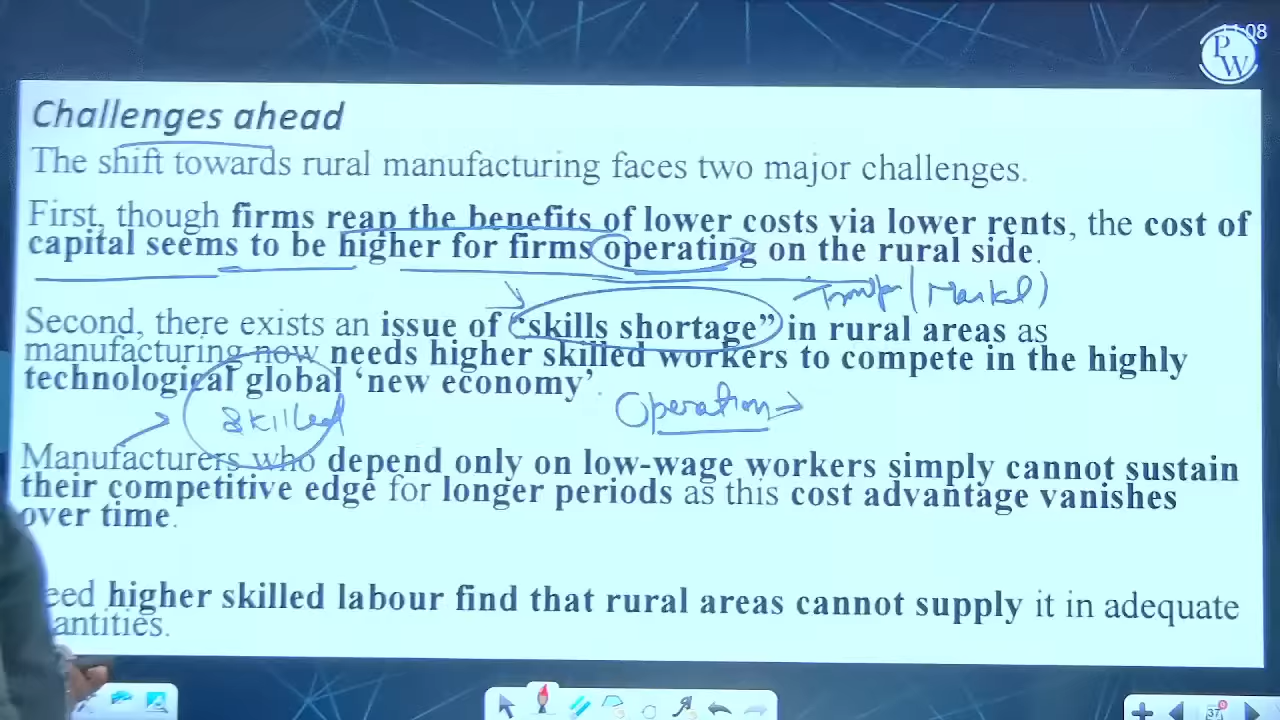 11:08
PW
Challenges ahead
The shift towards rural manufacturing faces two major challenges.
First, though firms reap the benefits of lower costs via lower rents, the cost of
capital seems to be higher for firms operating on the rural side.
(Market)
Second, there exists an issue of “skills shortage” in rural areas as
manufacturing now needs higher skilled workers to compete in the highly
technological global ‘new economy’.
Operation
Skilled
Manufacturers who depend only on low-wage workers simply cannot sustain
their competitive edge for longer periods as this cost advantage vanishes
over time.
eed higher skilled labour find that rural areas cannot supply it in adequate
antities.
37